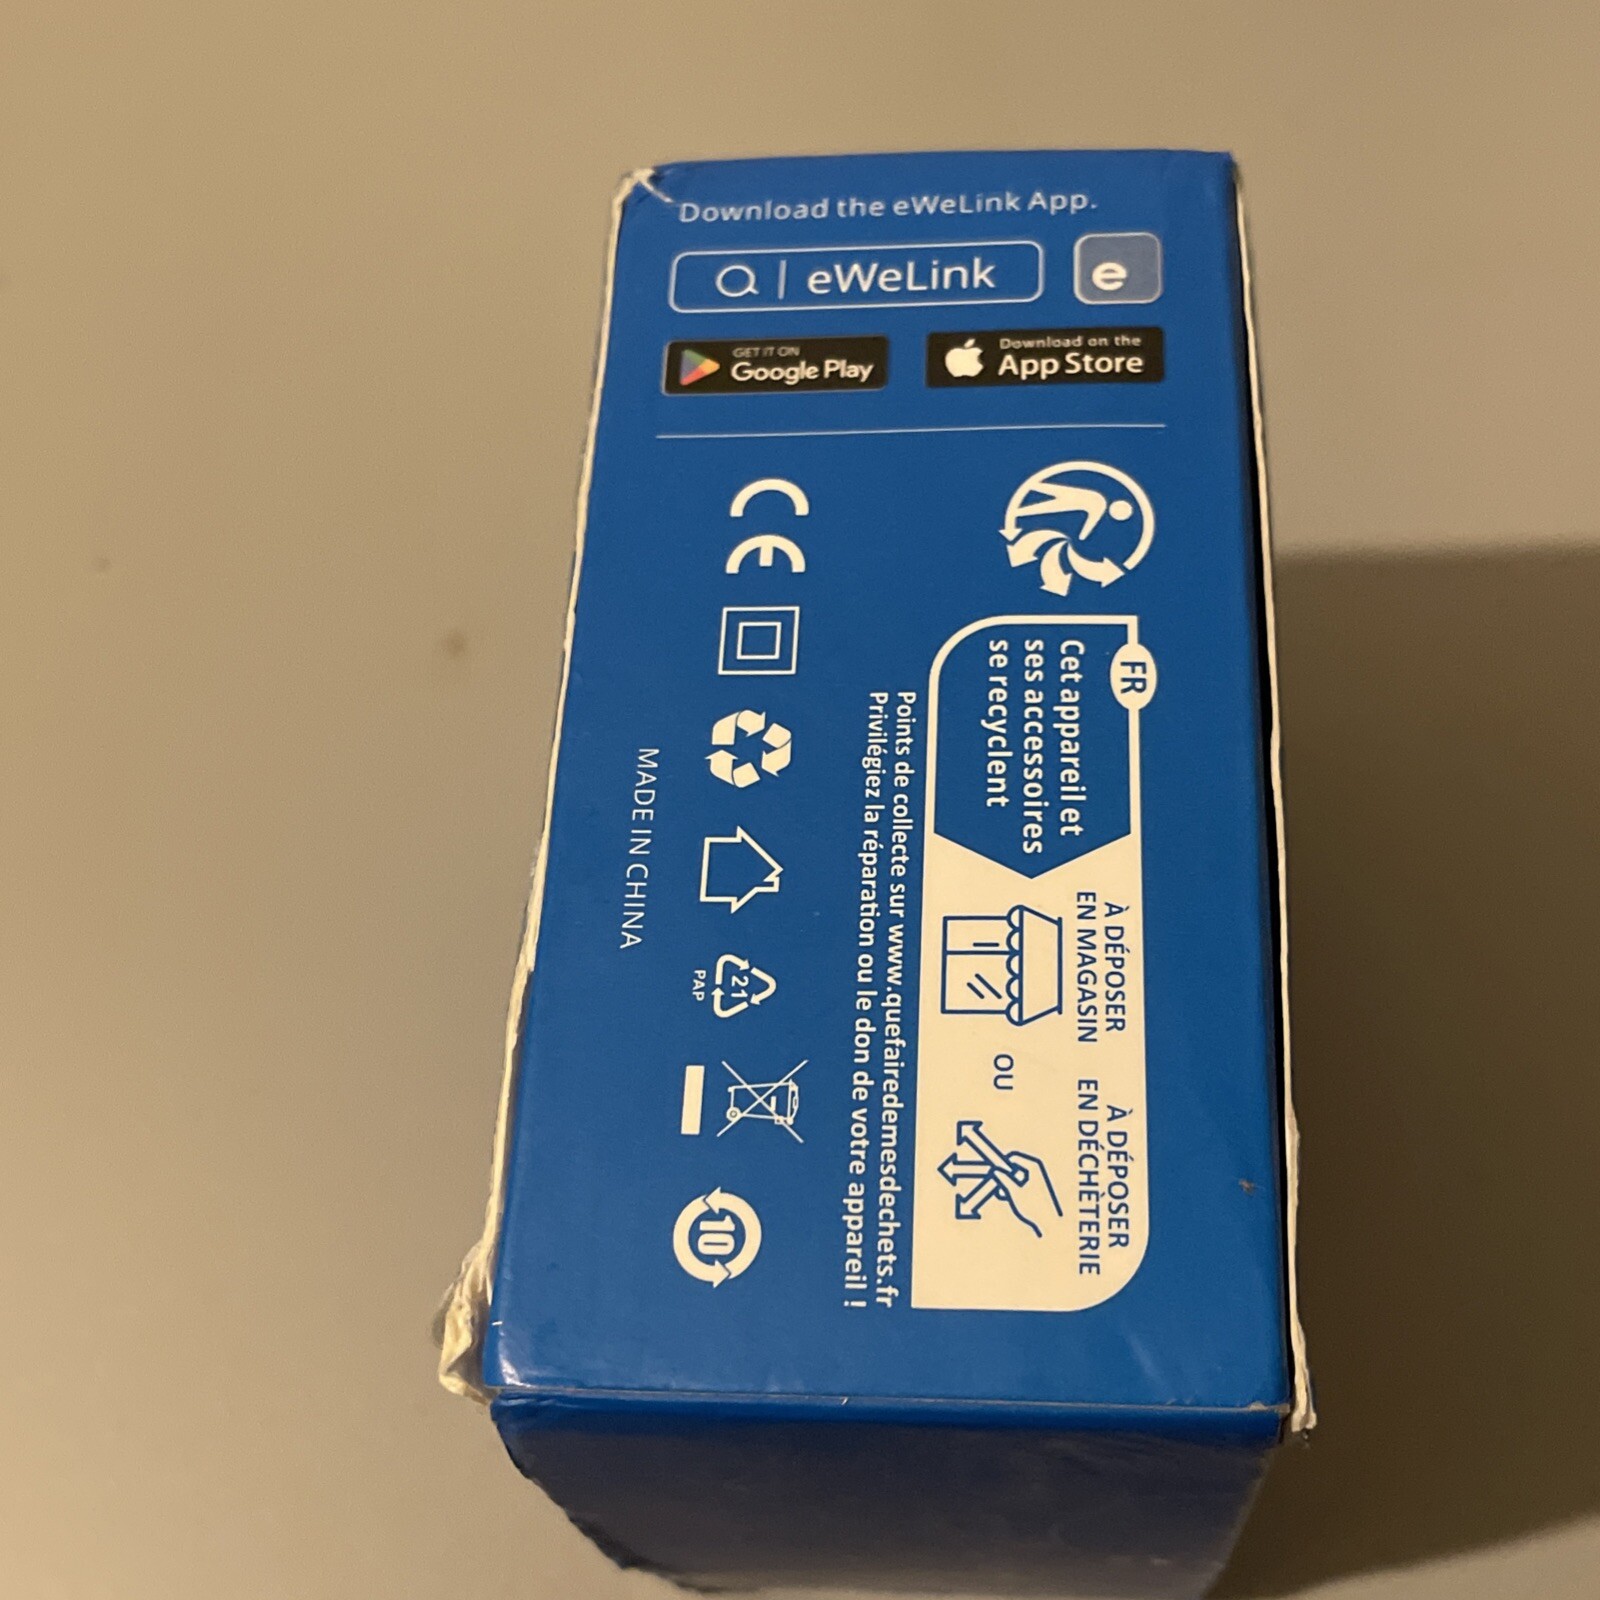 Download the eWeLink App.
eWeLink
e
GET IT ON
Google Play
Download on the
App Store
FR
Cet appareil et
ses accessoires
se recyclent
À DÉPOSER
EN MAGASIN
OU
À DÉPOSER
EN DÉCHÈTERIE
Points de collecte sur www.quefairedemesdechets.fr
Privilégiez la réparation ou le don de votre appareil !
CE
21
PAP
10
MADE IN CHINA